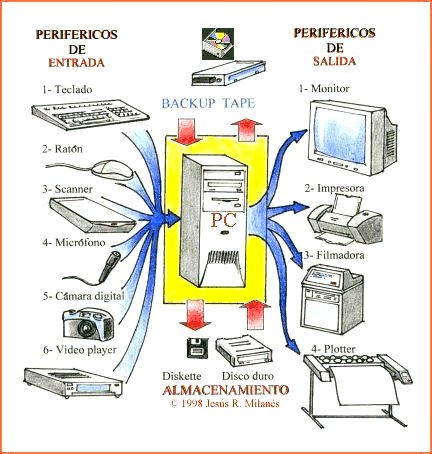 PERIFERICOS
DE
ENTRADA
1- Teclado
2- Ratón
3- Scanner
4- Micrófono
5- Cámara digital
6- Video player
BACKUP TAPE
PC
PERIFERICOS
DE
SALIDA
1- Monitor
2- Impresora
3- Filmadora
4- Plotter
Diskette
Disco duro
ALMACENAMIENTO
© 1998 Jesús R. Milanés